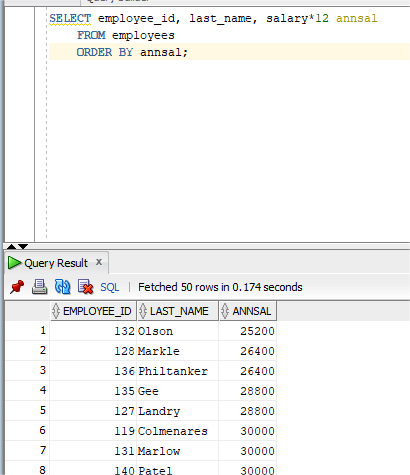 SELECT employee_id, last_name, salary*12 annsal
FROM employees
ORDER BY annsal;
Query Result x
SQL | Fetched 50 rows in 0.174 seconds
EMPLOYEE_ID LAST_NAME ANNSAL
1 132 Olson 25200
2 128 Markle 26400
3 136 Philtanker 26400
4 135 Gee 28800
5 127 Landry 28800
6 119 Colmenares 30000
7 131 Marlow 30000
8 140 Patel 30000